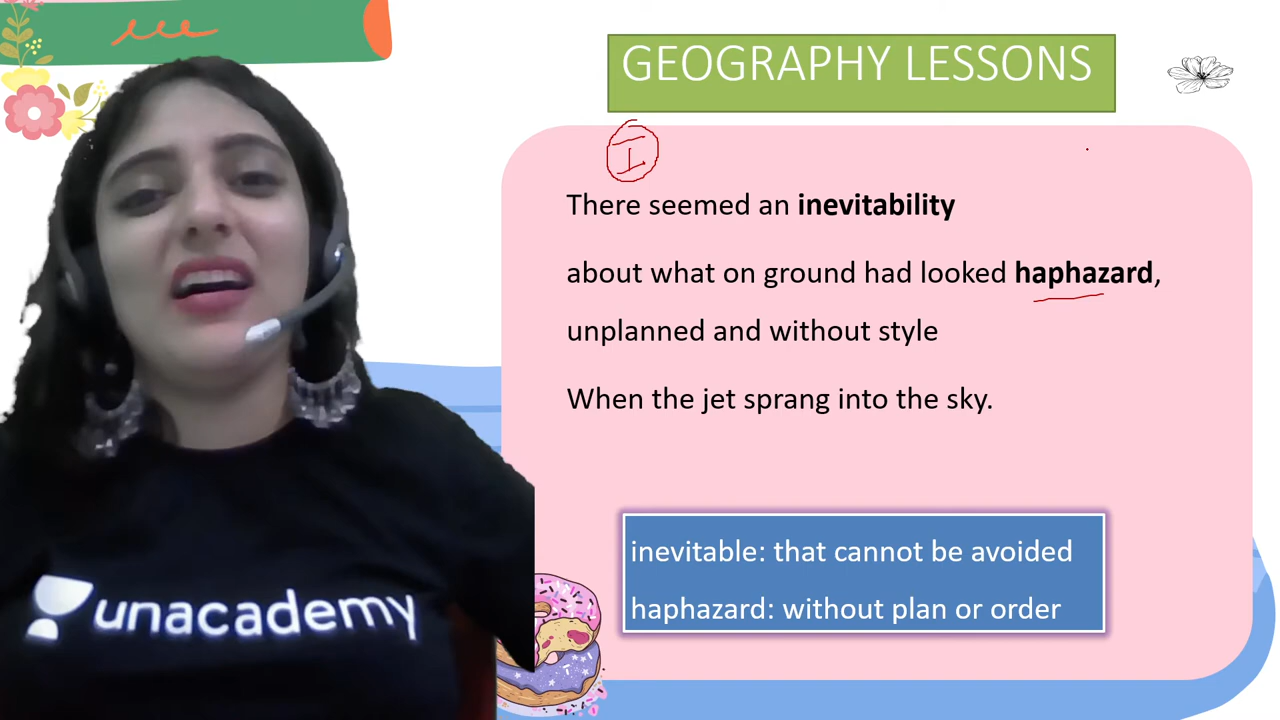 GEOGRAPHY LESSONS
I
There seemed an inevitability
about what on ground had looked haphazard,
unplanned and without style
When the jet sprang into the sky.
inevitable: that cannot be avoided
haphazard: without plan or order
unacademy